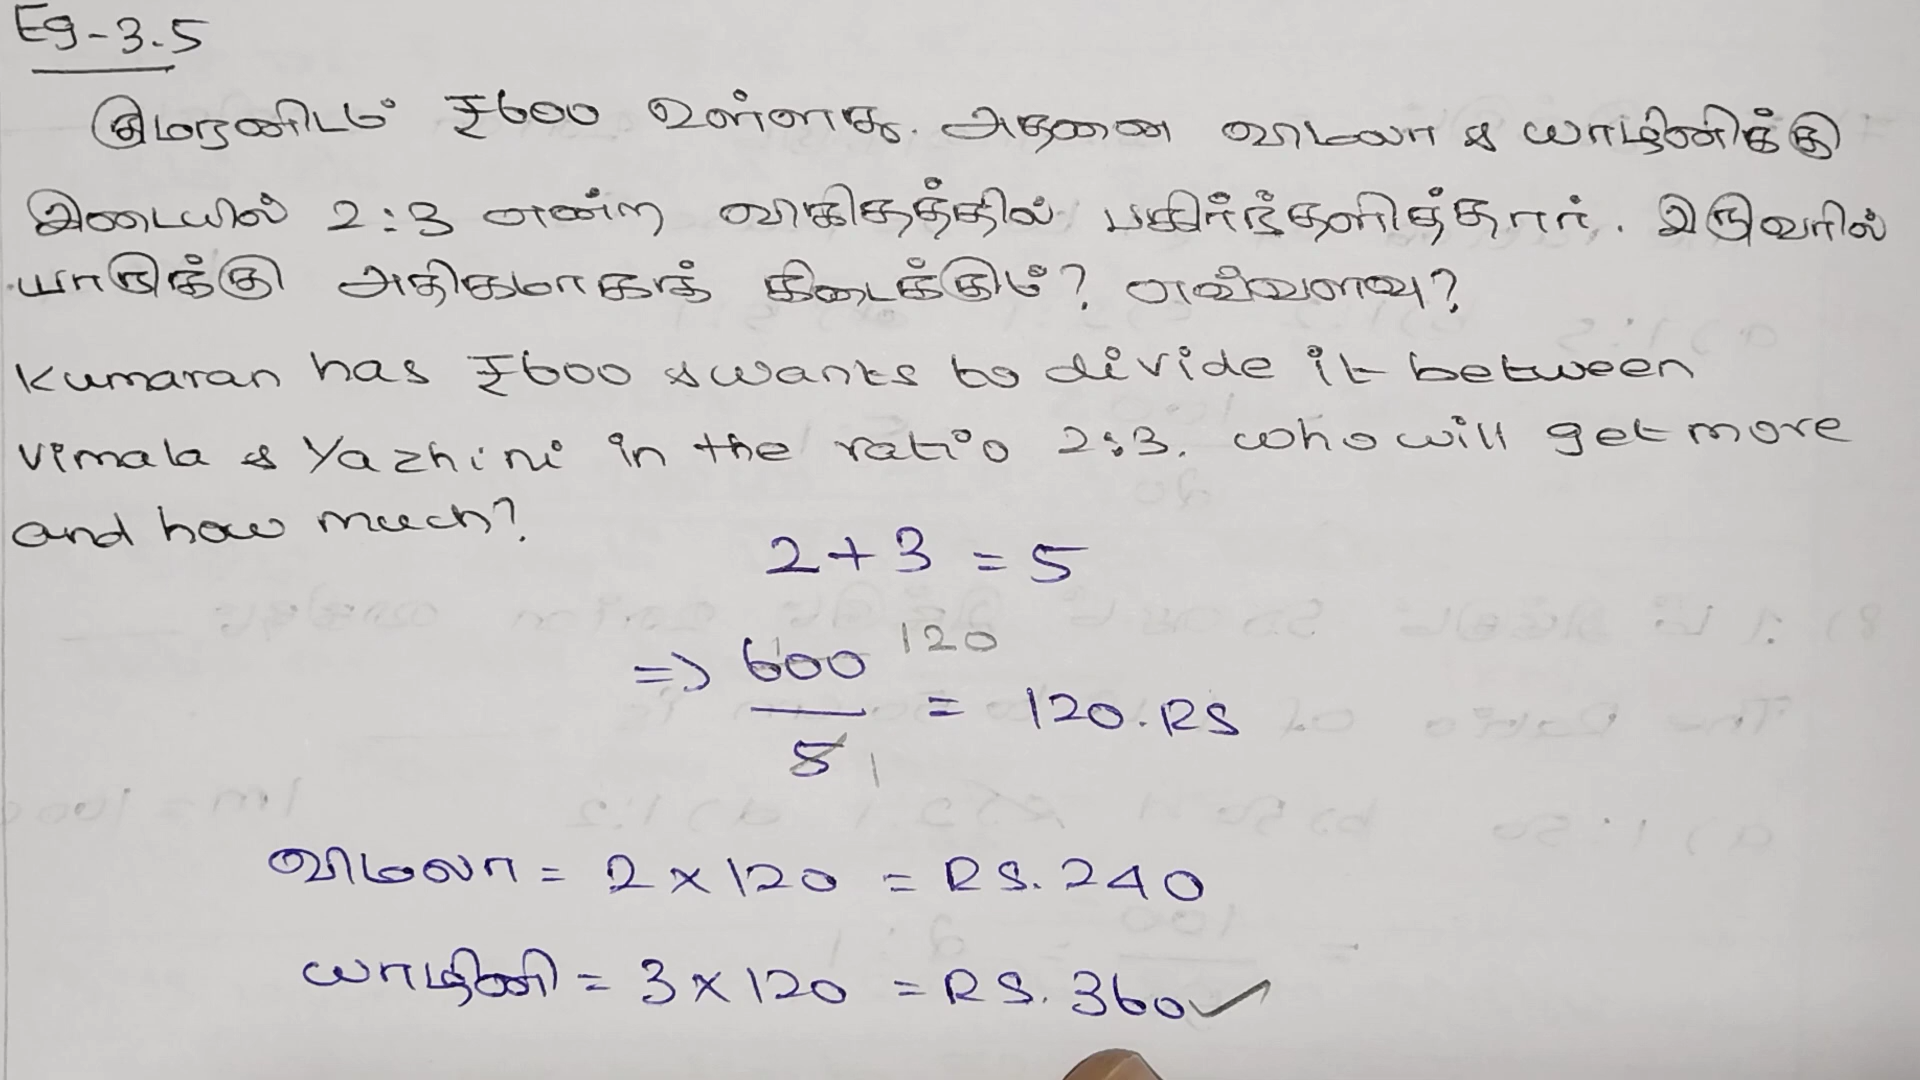 Eg-3.5
குமரனிடம் ₹600 உள்ளது. அதனை விமலா & யாழினிக்கு
இடையில் 2:3 என்ற விகிதத்தில் பகிர்ந்தளித்தார். இருவரில்
யாருக்கு அதிகமாகக் கிடைக்கும்? எவ்வளவு?
Kumaran has ₹600 & wants to divide it between
Vimala & Yazhini in the ratio 2:3. who will get more
and how much?
2+3 = 5
=> 600 120
= 120.RS
5 1
விமலா = 2 x 120 = RS. 240
யாழினி = 3 x 120 = RS. 360 ✓